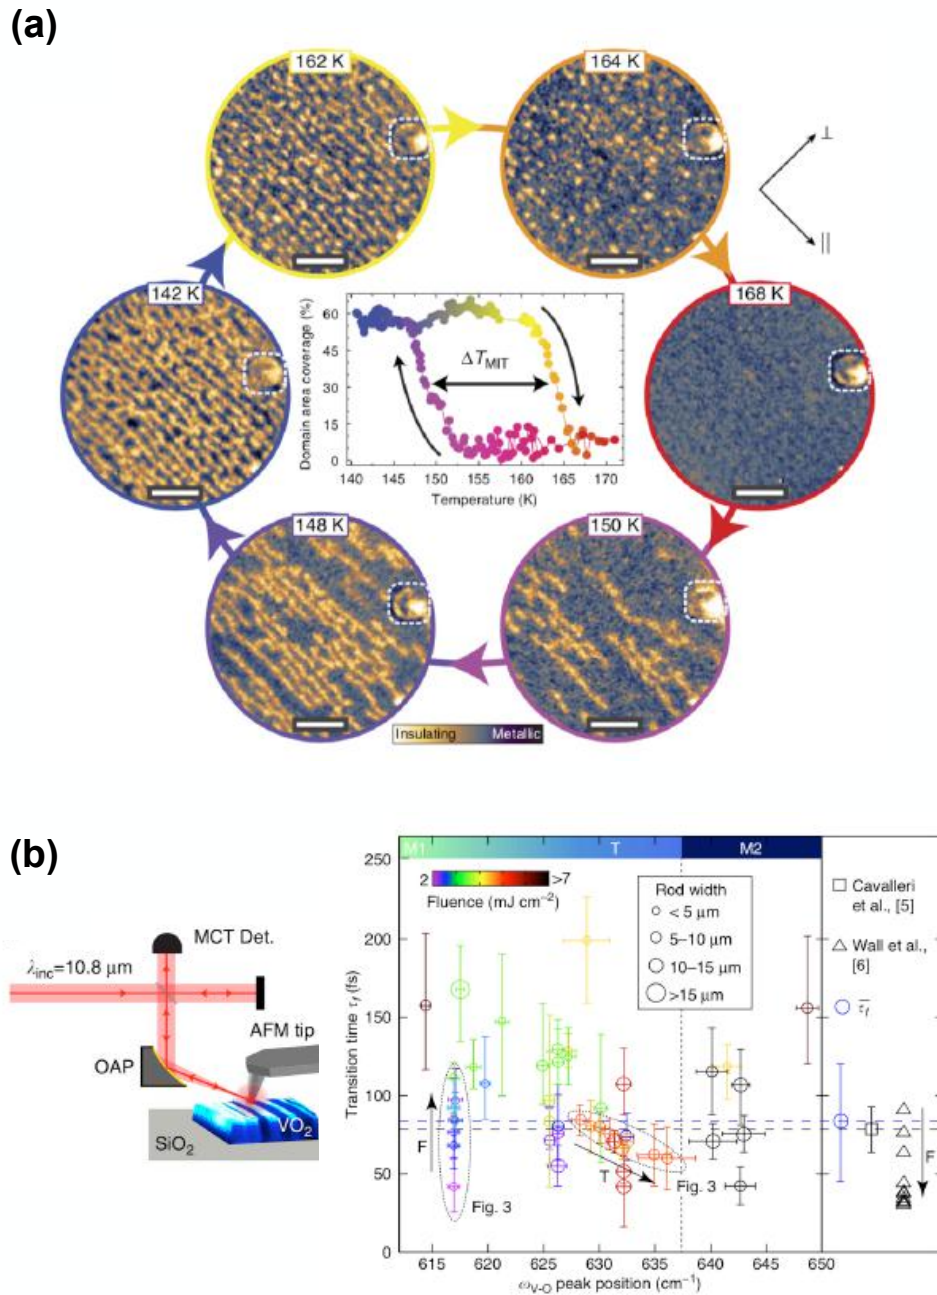 (a)
162 K
164 K
⊥
||
142 K
168 K
Domain area coverage (%)
60
45
30
15
0
ΔT_MIT
140 145 150 155 160 165 170
Temperature (K)
148 K
150 K
Insulating Metallic
(b)
MCT Det.
λinc=10.8 µm
AFM tip
OAP
VO2
SiO2
M1 T M2
Transition time τf (fs)
250
200
150
100
50
0
2 >7
Fluence (mJ cm−2)
Rod width
< 5 µm
5–10 µm
10–15 µm
>15 µm
Cavalleri
et al., [5]
Wall et al.,
[6]
τf
F
T
F
Fig. 3
Fig. 3
615 620 625 630 635 640 645 650
ωV-O peak position (cm−1)